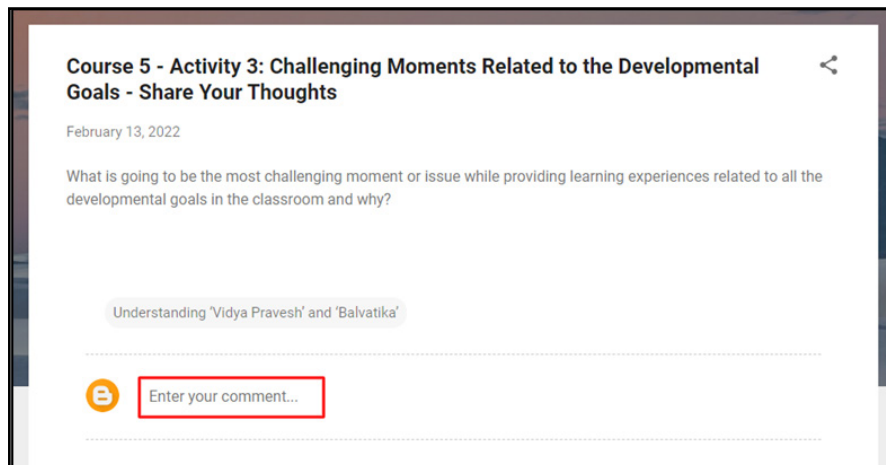 Course 5 - Activity 3: Challenging Moments Related to the Developmental
Goals - Share Your Thoughts
February 13, 2022
What is going to be the most challenging moment or issue while providing learning experiences related to all the
developmental goals in the classroom and why?
Understanding ‘Vidya Pravesh’ and ‘Balvatika’
Enter your comment...